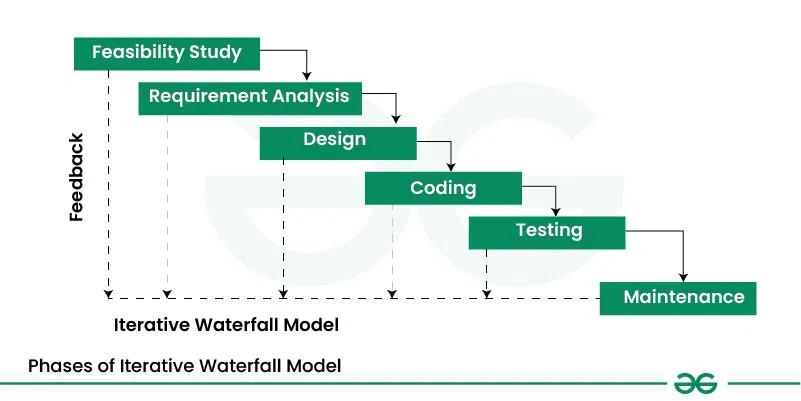 Feasibility Study
Requirement Analysis
Design
Coding
Testing
Maintenance
Feedback
Iterative Waterfall Model
Phases of Iterative Waterfall Model